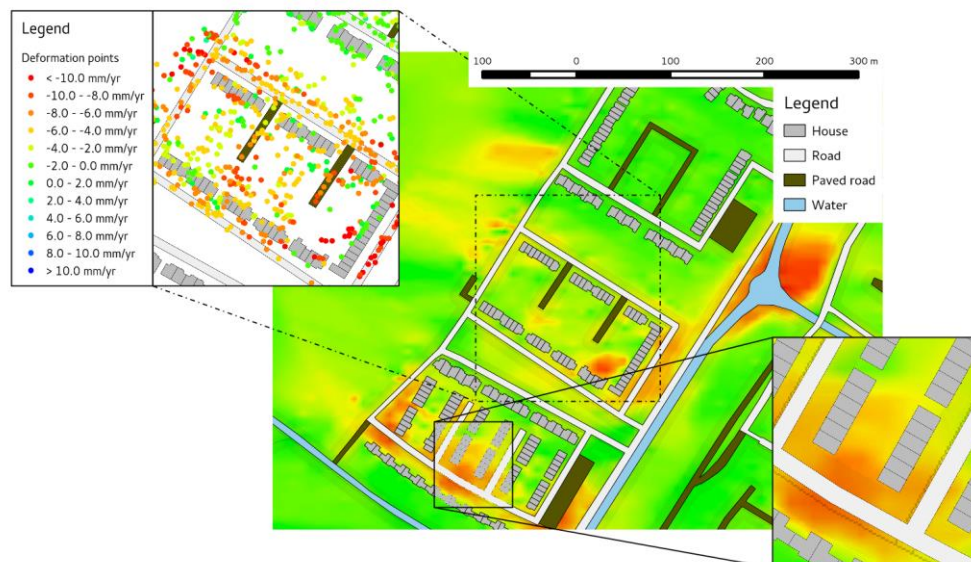 Legend
Deformation points
< -10.0 mm/yr
-10.0 - -8.0 mm/yr
-8.0 - -6.0 mm/yr
-6.0 - -4.0 mm/yr
-4.0 - -2.0 mm/yr
-2.0 - 0.0 mm/yr
0.0 - 2.0 mm/yr
2.0 - 4.0 mm/yr
4.0 - 6.0 mm/yr
6.0 - 8.0 mm/yr
8.0 - 10.0 mm/yr
> 10.0 mm/yr
100 0 100 200 300 m
Legend
House
Road
Paved road
Water